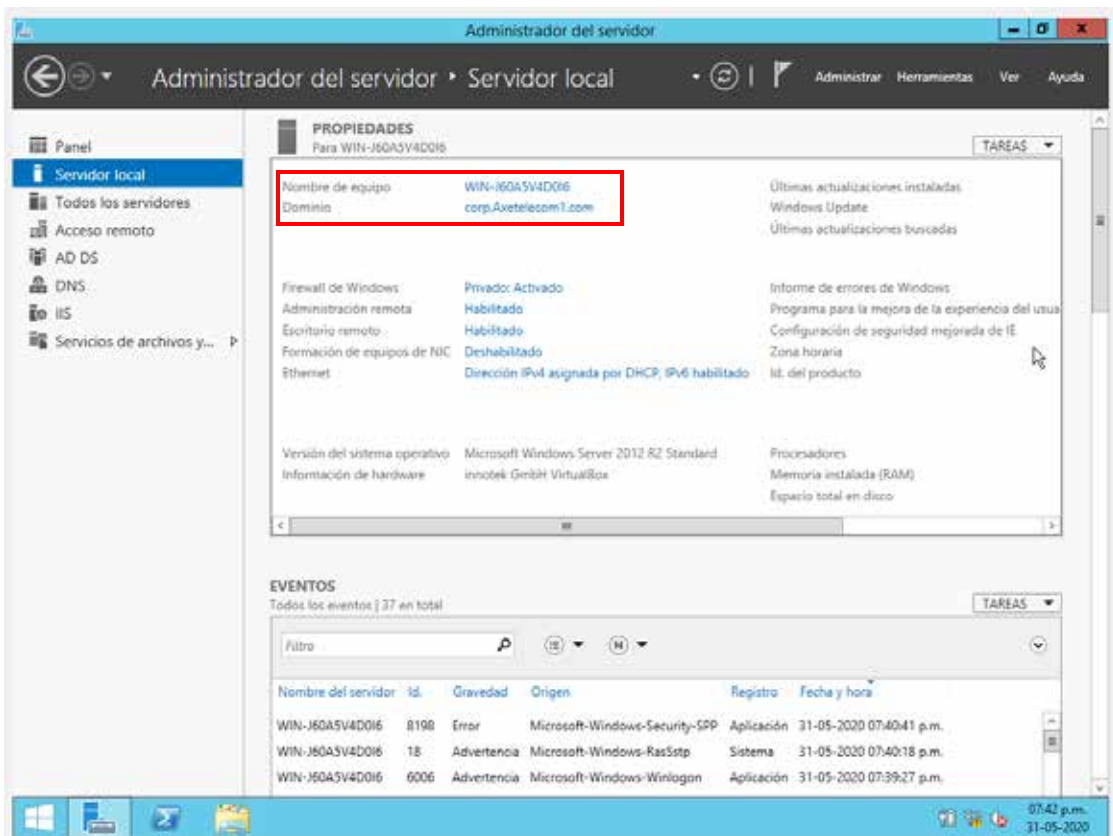 Administrador del servidor
Administrador del servidor • Servidor local
Administrar Herramientas Ver Ayuda
Panel
Servidor local
Todos los servidores
Acceso remoto
AD DS
DNS
IIS
Servicios de archivos y...
PROPIEDADES
Para WIN-J60A5V4D0I6
TAREAS
Nombre de equipo WIN-J60A5V4D0I6 Últimas actualizaciones instaladas
Dominio corp.Axetelecom1.com Windows Update
Últimas actualizaciones buscadas
Firewall de Windows Privado: Activado Informe de errores de Windows
Administración remota Habilitado Programa para la mejora de la experiencia del usua
Escritorio remoto Habilitado Configuración de seguridad mejorada de IE
Formación de equipos de NIC Deshabilitado Zona horaria
Ethernet Dirección IPv4 asignada por DHCP, IPv6 habilitado Id. del producto
Versión del sistema operativo Microsoft Windows Server 2012 R2 Standard Procesadores
Información de hardware innotek GmbH VirtualBox Memoria instalada (RAM)
Espacio total en disco
EVENTOS
Todos los eventos | 37 en total
TAREAS
Filtro
Nombre del servidor Id. Gravedad Origen Registro Fecha y hora
WIN-J60A5V4D0I6 8198 Error Microsoft-Windows-Security-SPP Aplicación 31-05-2020 07:40:41 p.m.
WIN-J60A5V4D0I6 18 Advertencia Microsoft-Windows-RasSstp Sistema 31-05-2020 07:40:18 p.m.
WIN-J60A5V4D0I6 6006 Advertencia Microsoft-Windows-Winlogon Aplicación 31-05-2020 07:39:27 p.m.
07:42 p.m.
31-05-2020